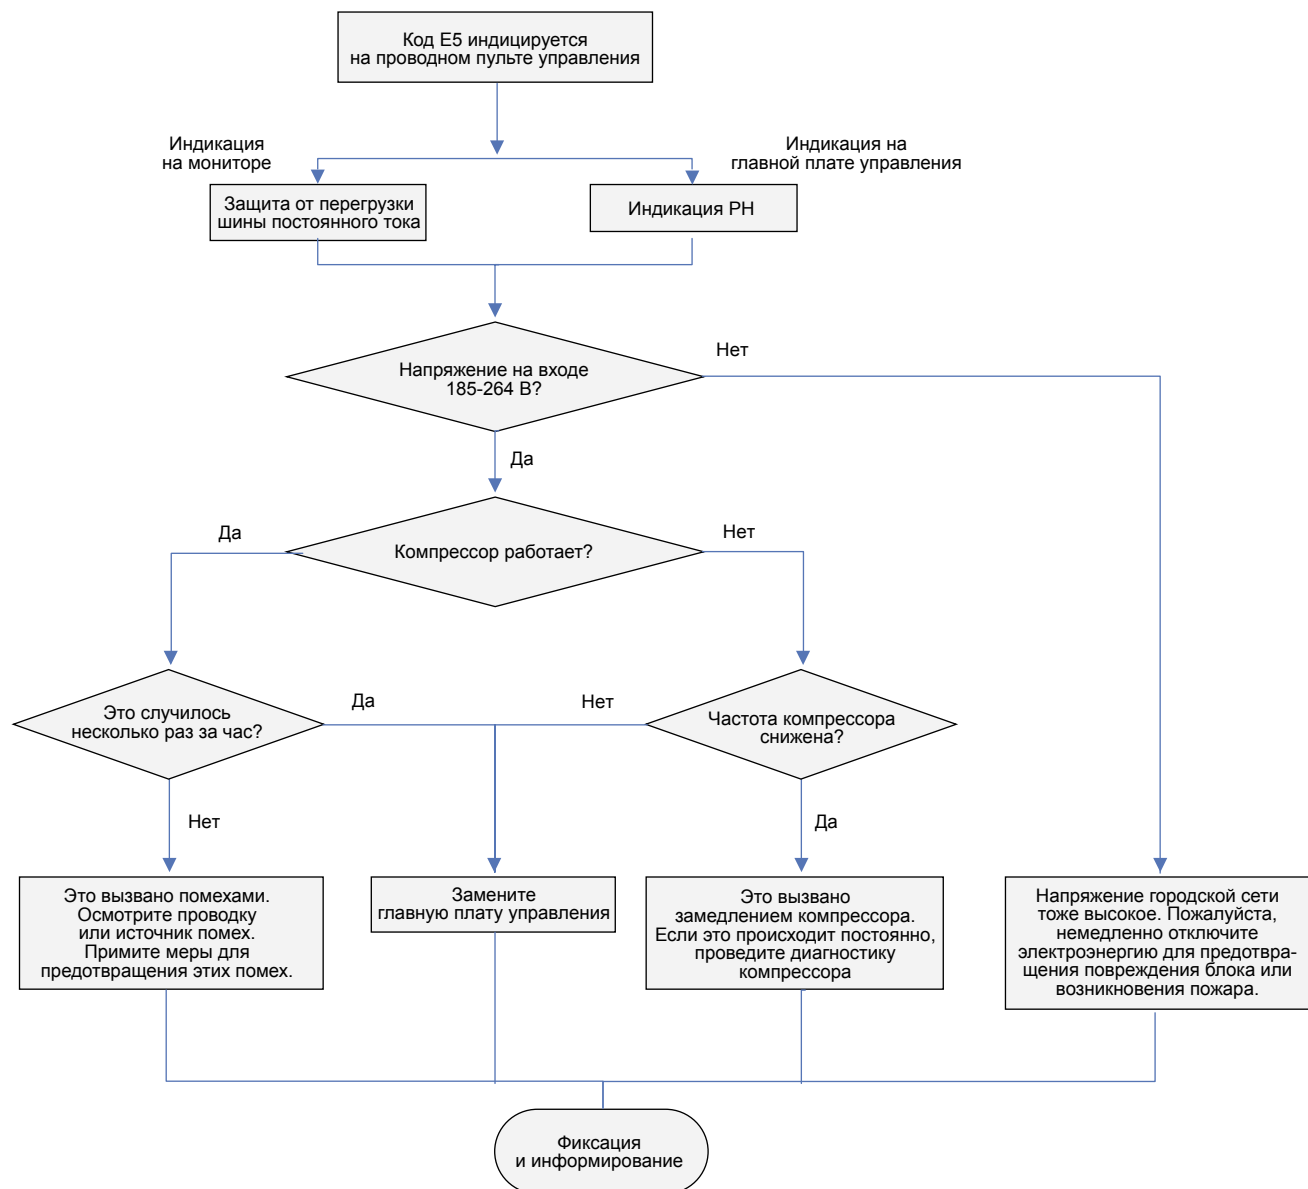 Код E5 индицируется
на проводном пульте управления
Индикация
на мониторе
Индикация на
главной плате управления
Защита от перегрузки
шины постоянного тока
Индикация PH
Напряжение на входе
185-264 В?
Нет
Да
Компрессор работает?
Да
Нет
Это случилось
несколько раз за час?
Да
Нет
Частота компрессора
снижена?
Нет
Да
Это вызвано помехами.
Осмотрите проводку
или источник помех.
Примите меры для
предотвращения этих помех.
Замените
главную плату управления
Это вызвано
замедлением компрессора.
Если это происходит постоянно,
проведите диагностику
компрессора
Напряжение городской сети
тоже высокое. Пожалуйста,
немедленно отключите
электроэнергию для предотвра-
щения повреждения блока или
возникновения пожара.
Фиксация
и информирование